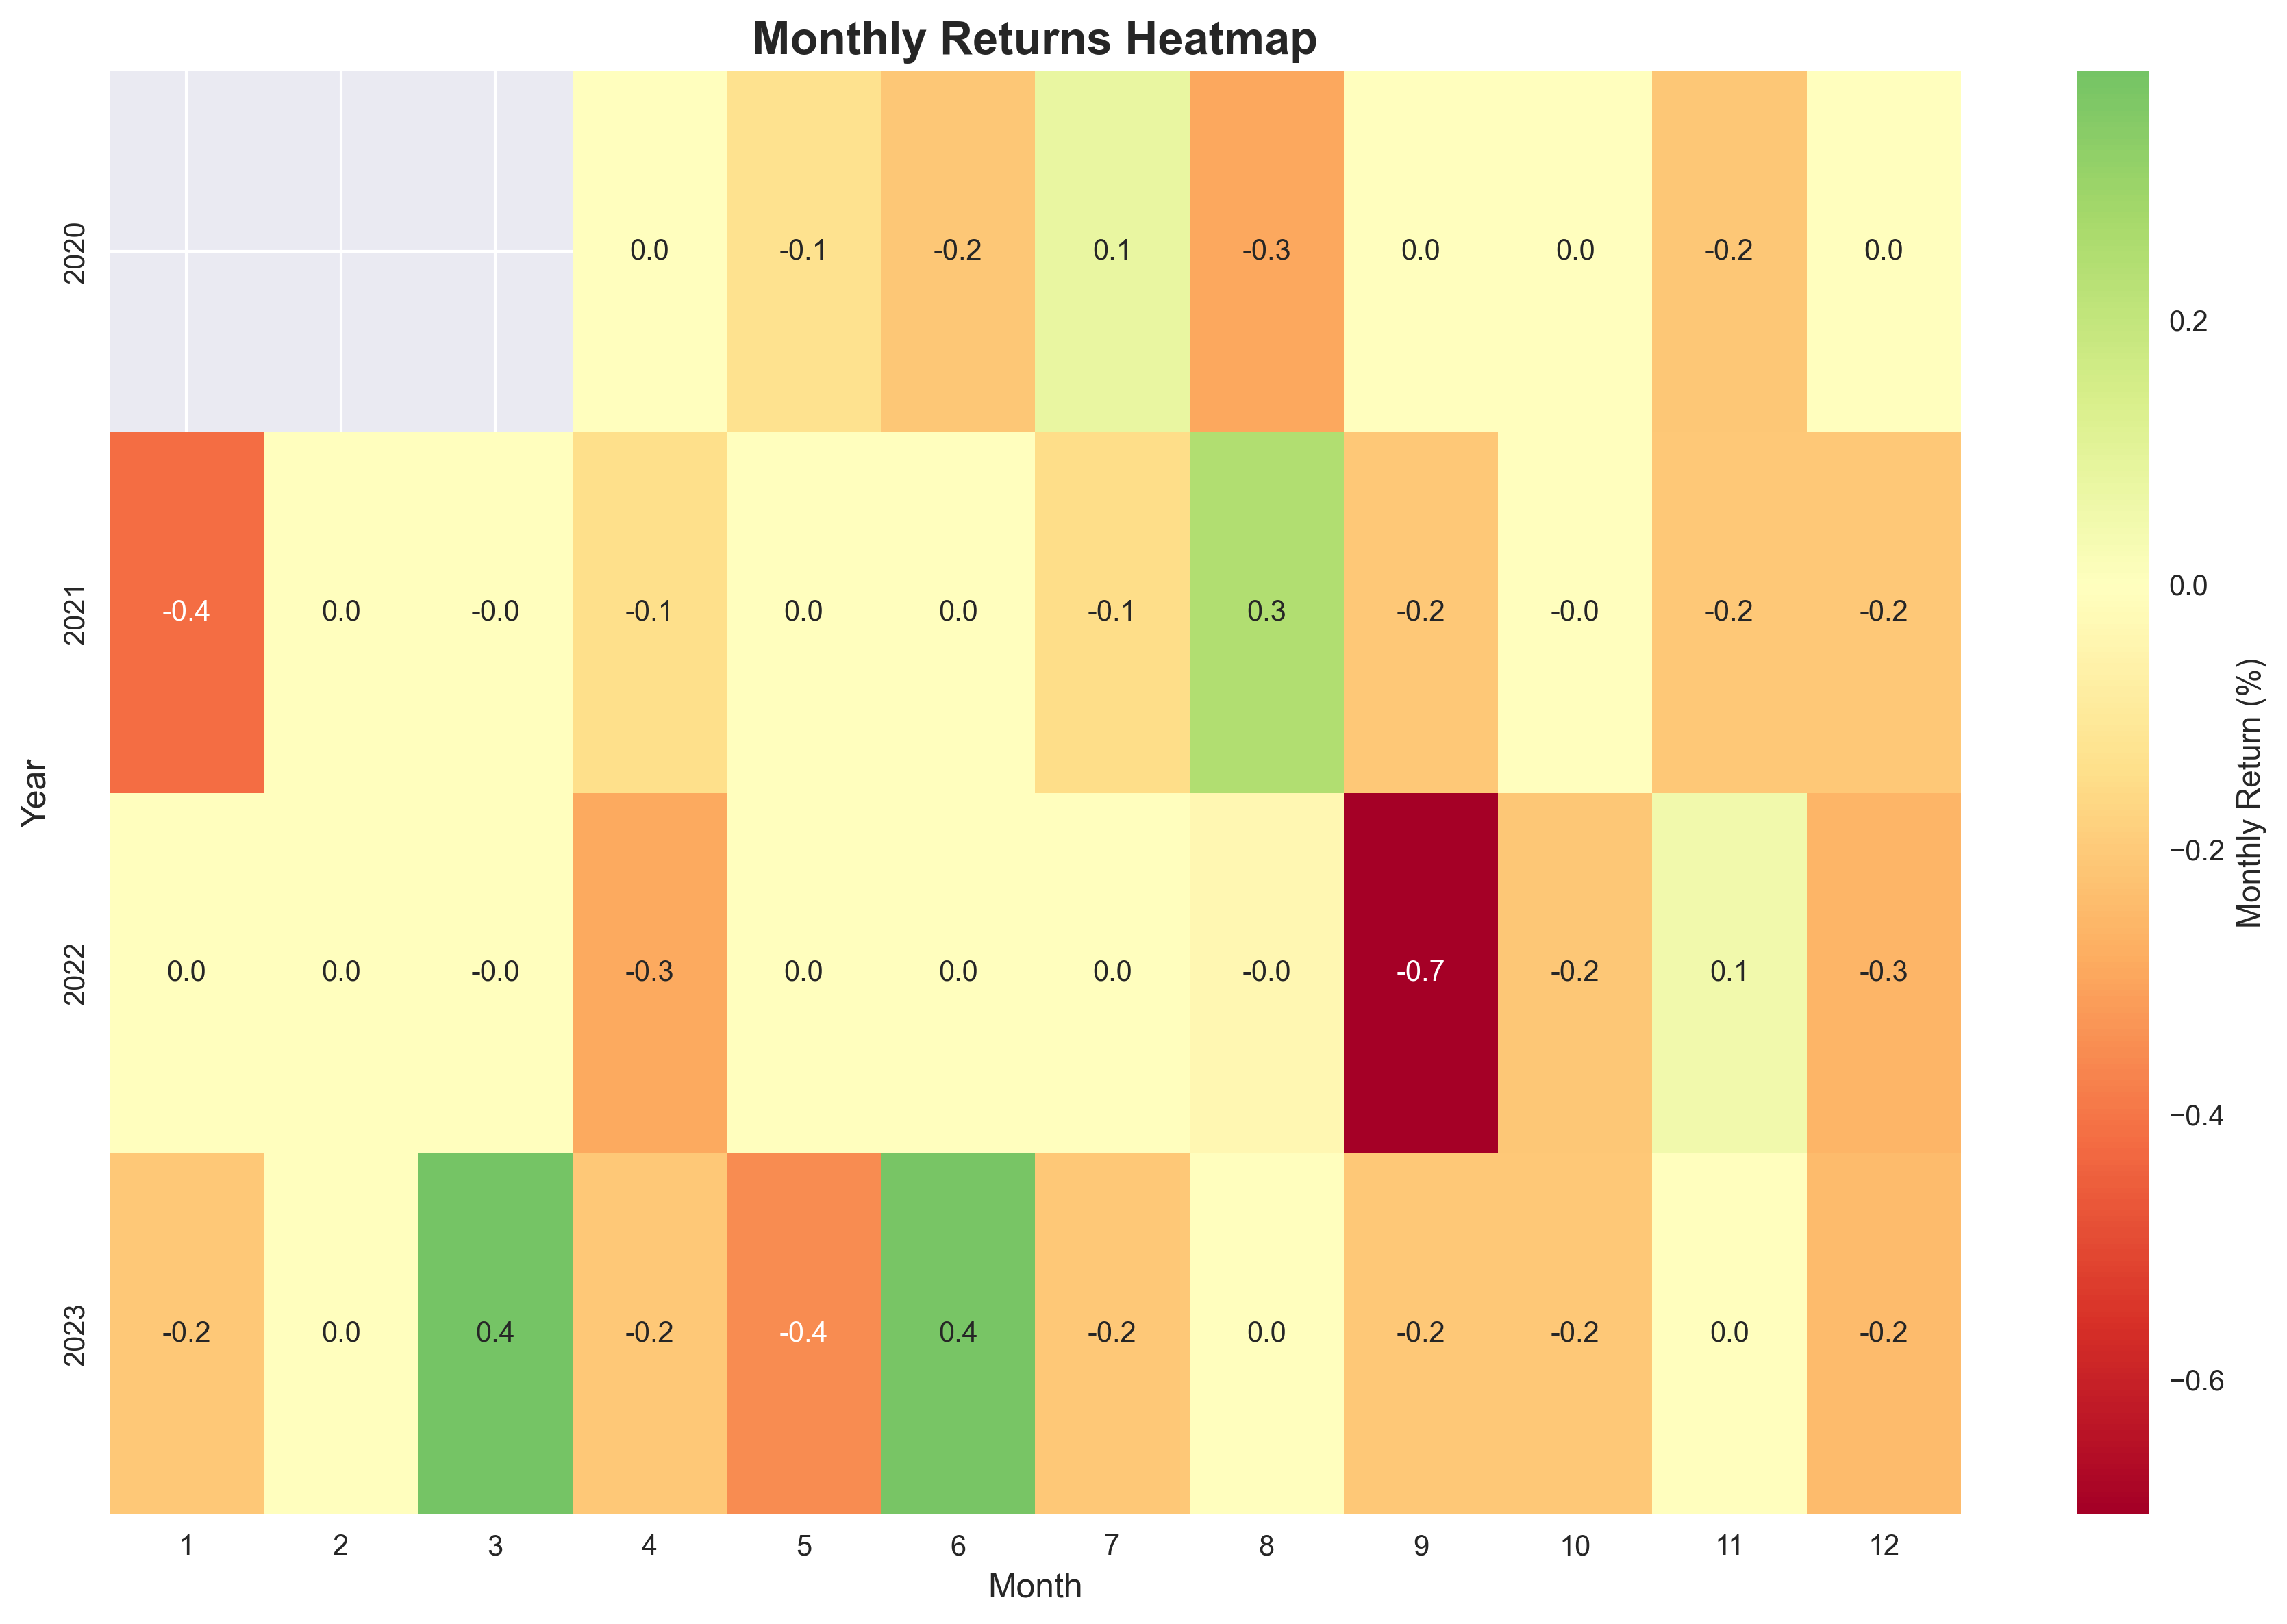 Monthly Returns Heatmap
2020
0.0 -0.1 -0.2 0.1 -0.3 0.0 0.0 -0.2 0.0
2021
-0.4 0.0 -0.0 -0.1 0.0 0.0 -0.1 0.3 -0.2 -0.0 -0.2 -0.2
2022
0.0 0.0 -0.0 -0.3 0.0 0.0 0.0 -0.0 -0.7 -0.2 0.1 -0.3
2023
-0.2 0.0 0.4 -0.2 -0.4 0.4 -0.2 0.0 -0.2 -0.2 0.0 -0.2
1 2 3 4 5 6 7 8 9 10 11 12
Month
Year
0.2
0.0
−0.2
−0.4
−0.6
Monthly Return (%)